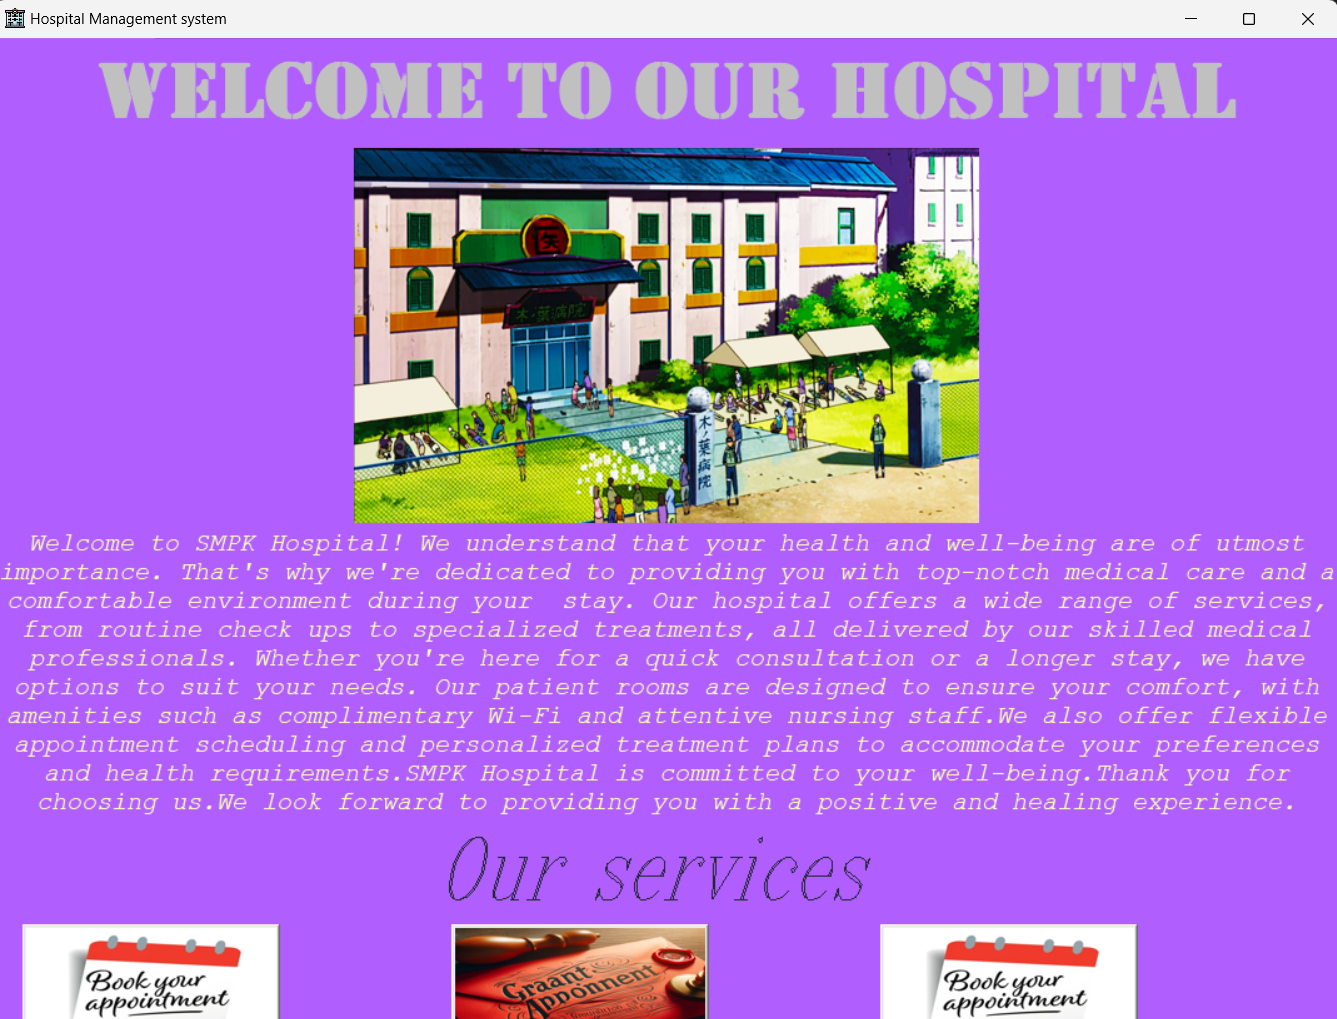 Hospital Management system
WELCOME TO OUR HOSPITAL
医
木ノ葉病院
木ノ葉病院
Welcome to SMPK Hospital! We understand that your health and well-being are of utmost
importance. That's why we're dedicated to providing you with top-notch medical care and a
comfortable environment during your  stay. Our hospital offers a wide range of services,
from routine check ups to specialized treatments, all delivered by our skilled medical
professionals. Whether you're here for a quick consultation or a longer stay, we have
options to suit your needs. Our patient rooms are designed to ensure your comfort, with
amenities such as complimentary Wi-Fi and attentive nursing staff.We also offer flexible
appointment scheduling and personalized treatment plans to accommodate your preferences
and health requirements.SMPK Hospital is committed to your well-being.Thank you for
choosing us.We look forward to providing you with a positive and healing experience.
Our services
Book your
appointment
Graant
Appoinnent
Book your
appointment